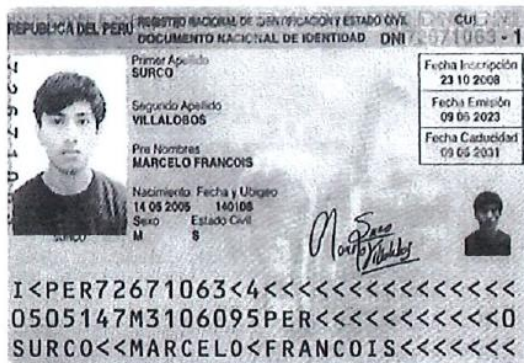 REPUBLICA DEL PERU REGISTRO NACIONAL DE IDENTIFICACION Y ESTADO CIVIL CUI
DOCUMENTO NACIONAL DE IDENTIDAD DNI 72671063 - 1
Primer Apellido
SURCO
Segundo Apellido
VILLALOBOS
Pre Nombres
MARCELO FRANCOIS
Nacimiento: Fecha y Ubigeo
14 05 2005 140108
Sexo Estado Civil
M S
Fecha Inscripción
23 10 2008
Fecha Emisión
09 06 2023
Fecha Caducidad
09 06 2031
SURCO
I<PER72671063<4<<<<<<<<<<<<<<<
0505147M3106095PER<<<<<<<<<<<0
SURCO<<MARCELO<FRANCOIS<<<<<<<